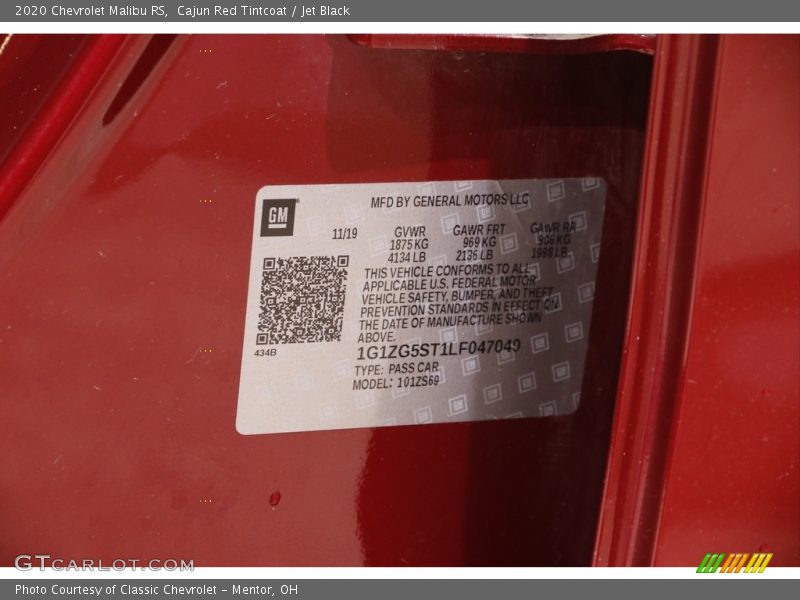 2020 Chevrolet Malibu RS,  Cajun Red Tintcoat / Jet Black
GM
MFD BY GENERAL MOTORS LLC
11/19
GVWR GAWR FRT GAWR RR
1875 KG 969 KG 906 KG
4134 LB 2136 LB 1998 LB
THIS VEHICLE CONFORMS TO ALL
APPLICABLE U.S. FEDERAL MOTOR
VEHICLE SAFETY, BUMPER, AND THEFT
PREVENTION STANDARDS IN EFFECT ON
THE DATE OF MANUFACTURE SHOWN
ABOVE.
434B
1G1ZG5ST1LF047049
TYPE: PASS CAR
MODEL: 101ZS69
GTCARLOT.COM
Photo Courtesy of Classic Chevrolet - Mentor, OH